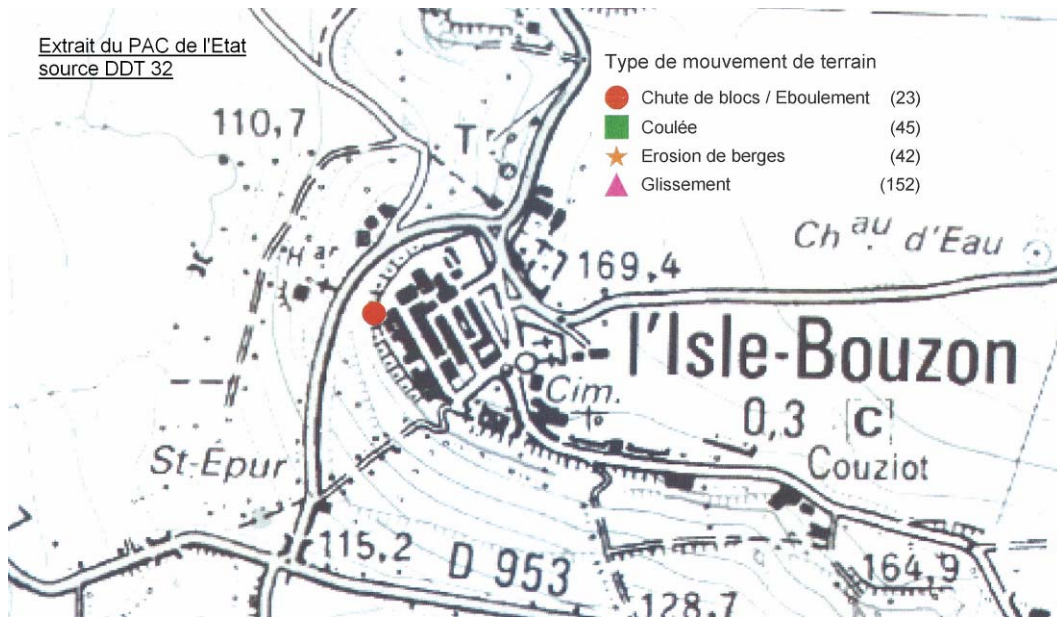 Extrait du PAC de l'Etat
source DDT 32
Type de mouvement de terrain
Chute de blocs / Eboulement (23)
Coulée (45)
Erosion de berges (42)
Glissement (152)
110,7
T
Ch au d'Eau
Har
169,4
l'Isle-Bouzon
Cim.
0,3 [C]
St-Épur
Couziot
115,2
D 953
164,9
128,7